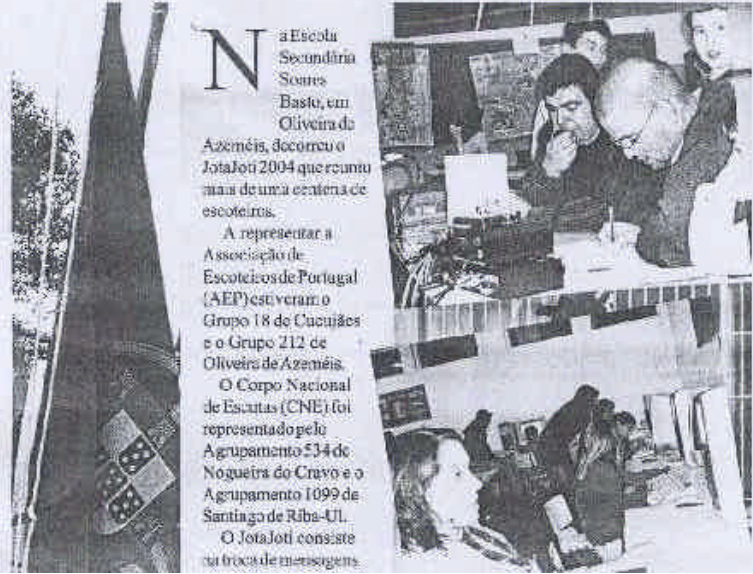 Na Escola
Secundária
Soares
Basto, em
Oliveira de
Azeméis, decorreu o
JotaJoti 2004 que reuniu
mais de uma centena de
escoteiros.
A representar a
Associação de
Escoteiros de Portugal
(AEP) estiveram o
Grupo 18 de Cucujães
e o Grupo 212 de
Oliveira de Azeméis.
O Corpo Nacional
de Escutas (CNE) foi
representado pelo
Agrupamento 534 de
Nogueira do Cravo e o
Agrupamento 1099 de
Santiago de Riba-Ul.
O JotaJoti consiste
na troca de mensagens